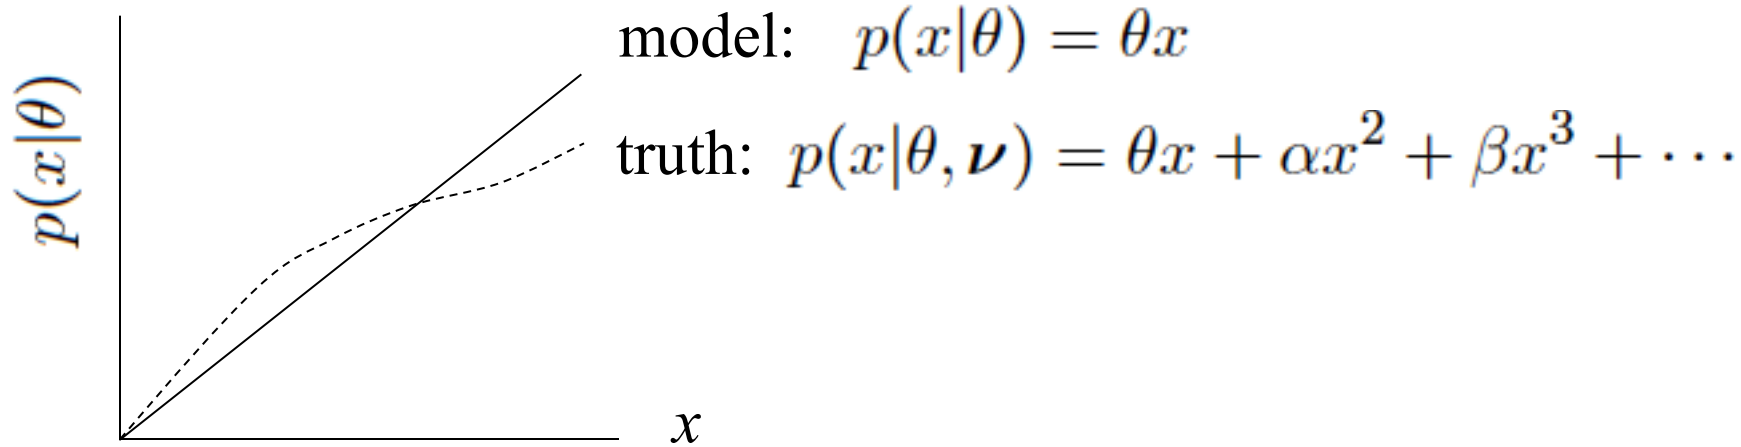 p(x|θ)
model: p(x|θ) = θx
truth: p(x|θ, ν) = θx + αx² + βx³ + ···
x